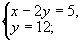 x − 2y = 5,
y = 12;